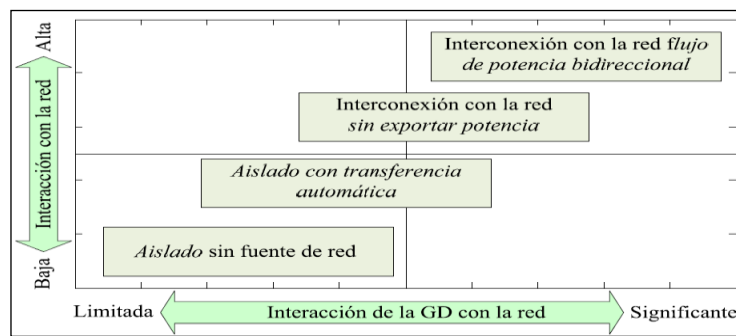 Alta
Interacción con la red
Baja
Interconexión con la red flujo
de potencia bidireccional
Interconexión con la red
sin exportar potencia
Aislado con transferencia
automática
Aislado sin fuente de red
Limitada
Interacción de la GD con la red
Significante